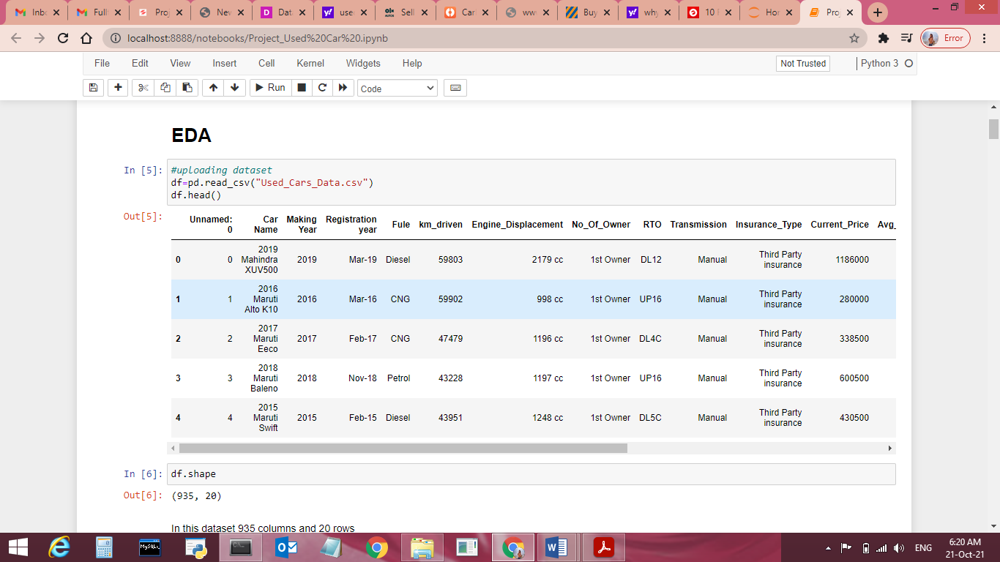 Inbo Full Proj New Dat use Sell Car ww Buy why 10 Hor Proj
localhost:8888/notebooks/Project_Used%20Car%20.ipynb Error
File Edit View Insert Cell Kernel Widgets Help Not Trusted Python 3
Run Code
EDA
In [5]: #uploading dataset
df=pd.read_csv("Used_Cars_Data.csv")
df.head()
Out[5]:
Unnamed: 0 Car Name Making Year Registration year Fule km_driven Engine_Displacement No_Of_Owner RTO Transmission Insurance_Type Current_Price Avg_
0 0 2019 Mahindra XUV500 2019 Mar-19 Diesel 59803 2179 cc 1st Owner DL12 Manual Third Party insurance 1186000
1 1 2016 Maruti Alto K10 2016 Mar-16 CNG 59902 998 cc 1st Owner UP16 Manual Third Party insurance 280000
2 2 2017 Maruti Eeco 2017 Feb-17 CNG 47479 1196 cc 1st Owner DL4C Manual Third Party insurance 338500
3 3 2018 Maruti Baleno 2018 Nov-18 Petrol 43228 1197 cc 1st Owner UP16 Manual Third Party insurance 600500
4 4 2015 Maruti Swift 2015 Feb-15 Diesel 43951 1248 cc 1st Owner DL5C Manual Third Party insurance 430500
In [6]: df.shape
Out[6]: (935, 20)
In this dataset 935 columns and 20 rows
ENG 6:20 AM
21-Oct-21